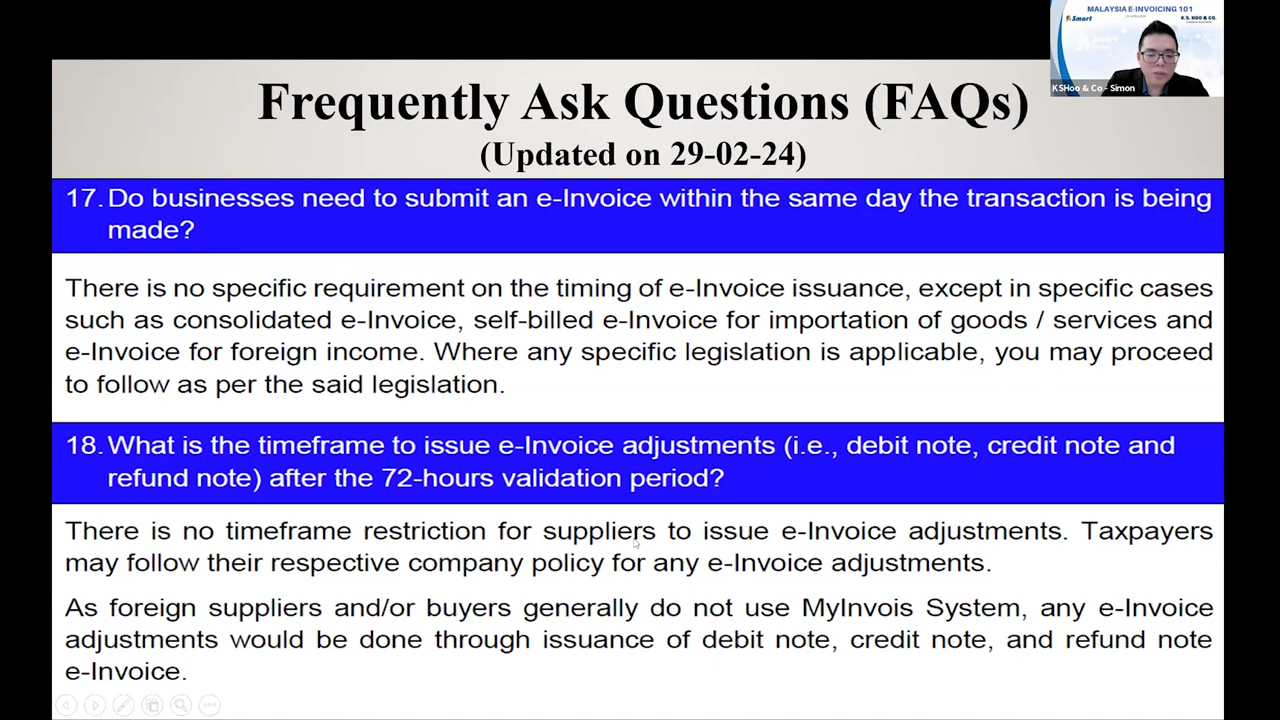 MALAYSIA E-INVOICING 101
Smart
K.S. HOO & CO.
KSHoo & Co - Simon
Frequently Ask Questions (FAQs)
(Updated on 29-02-24)
17. Do businesses need to submit an e-Invoice within the same day the transaction is being
made?
There is no specific requirement on the timing of e-Invoice issuance, except in specific cases
such as consolidated e-Invoice, self-billed e-Invoice for importation of goods / services and
e-Invoice for foreign income. Where any specific legislation is applicable, you may proceed
to follow as per the said legislation.
18. What is the timeframe to issue e-Invoice adjustments (i.e., debit note, credit note and
refund note) after the 72-hours validation period?
There is no timeframe restriction for suppliers to issue e-Invoice adjustments. Taxpayers
may follow their respective company policy for any e-Invoice adjustments.
As foreign suppliers and/or buyers generally do not use MyInvois System, any e-Invoice
adjustments would be done through issuance of debit note, credit note, and refund note
e-Invoice.